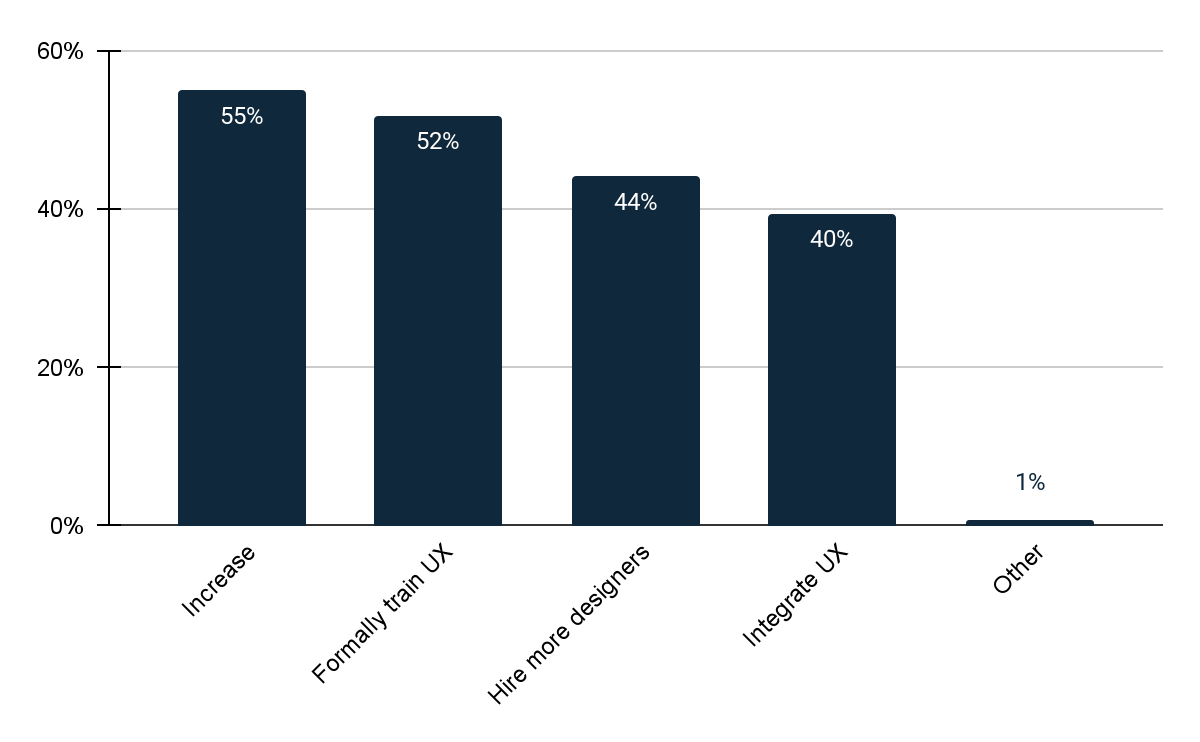 60%
40%
20%
0%
55%
52%
44%
40%
1%
Increase
Formally train UX
Hire more designers
Integrate UX
Other